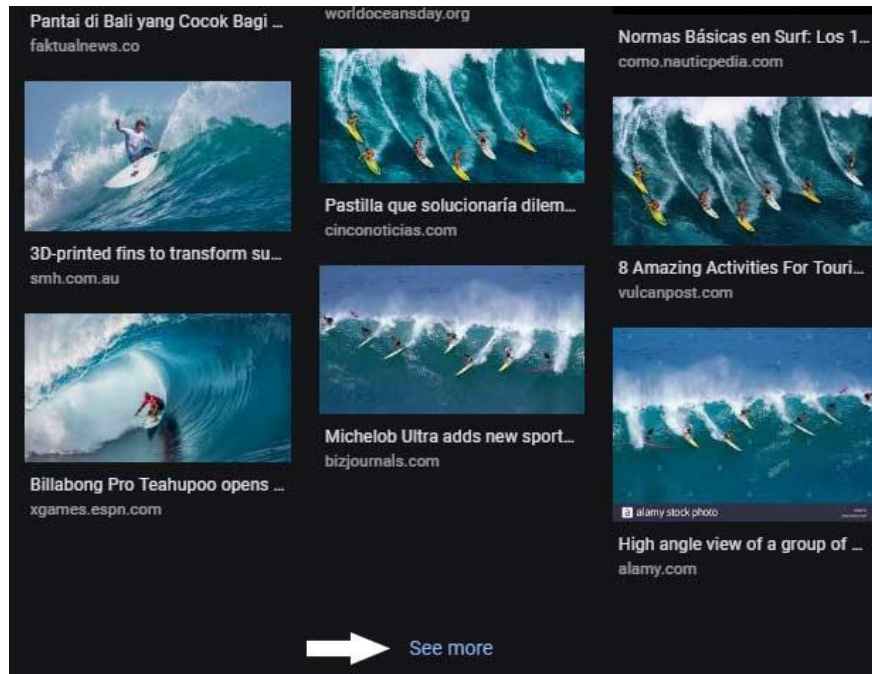 Pantai di Bali yang Cocok Bagi ...
faktualnews.co
3D-printed fins to transform su...
smh.com.au
Billabong Pro Teahupoo opens ...
xgames.espn.com
worldoceansday.org
Pastilla que solucionaría dilem...
cinconoticias.com
Michelob Ultra adds new sport...
bizjournals.com
Normas Básicas en Surf: Los 1...
como.nauticpedia.com
8 Amazing Activities For Touri...
vulcanpost.com
alamy
a alamy stock photo
High angle view of a group of ...
alamy.com
See more